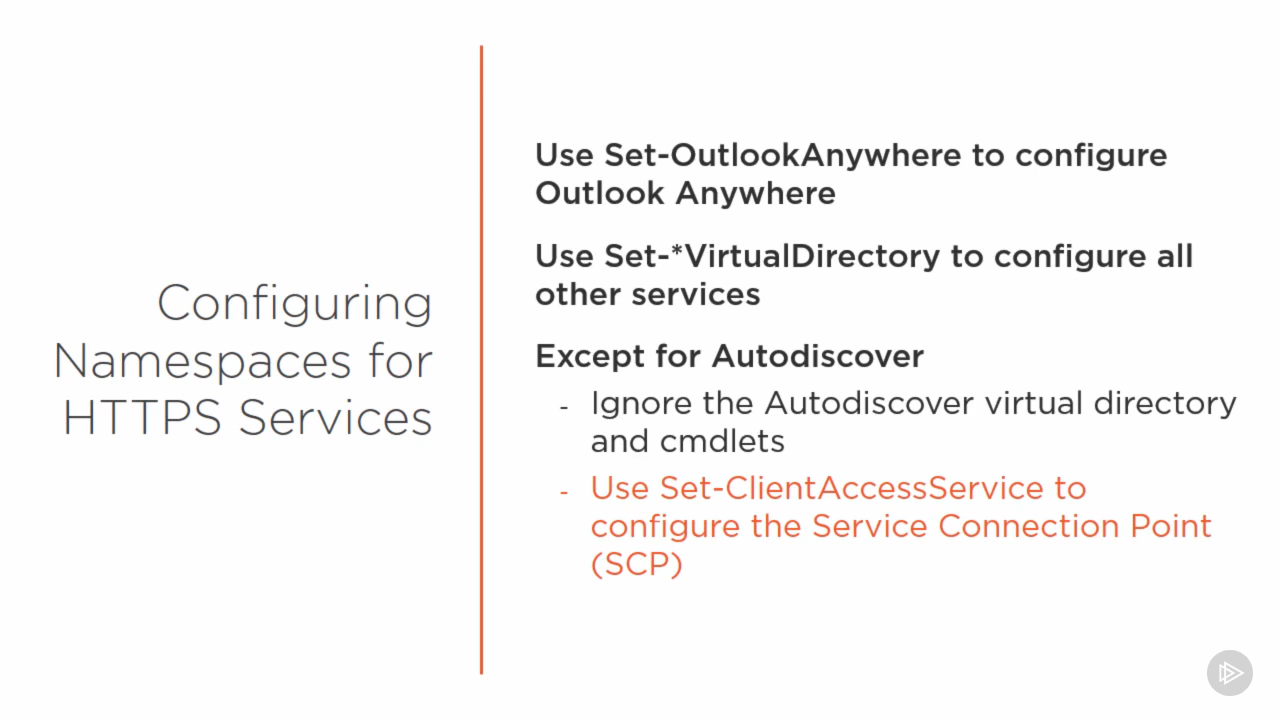 Configuring
Namespaces for
HTTPS Services
Use Set-OutlookAnywhere to configure
Outlook Anywhere
Use Set-*VirtualDirectory to configure all
other services
Except for Autodiscover
- Ignore the Autodiscover virtual directory
and cmdlets
- Use Set-ClientAccessService to
configure the Service Connection Point
(SCP)